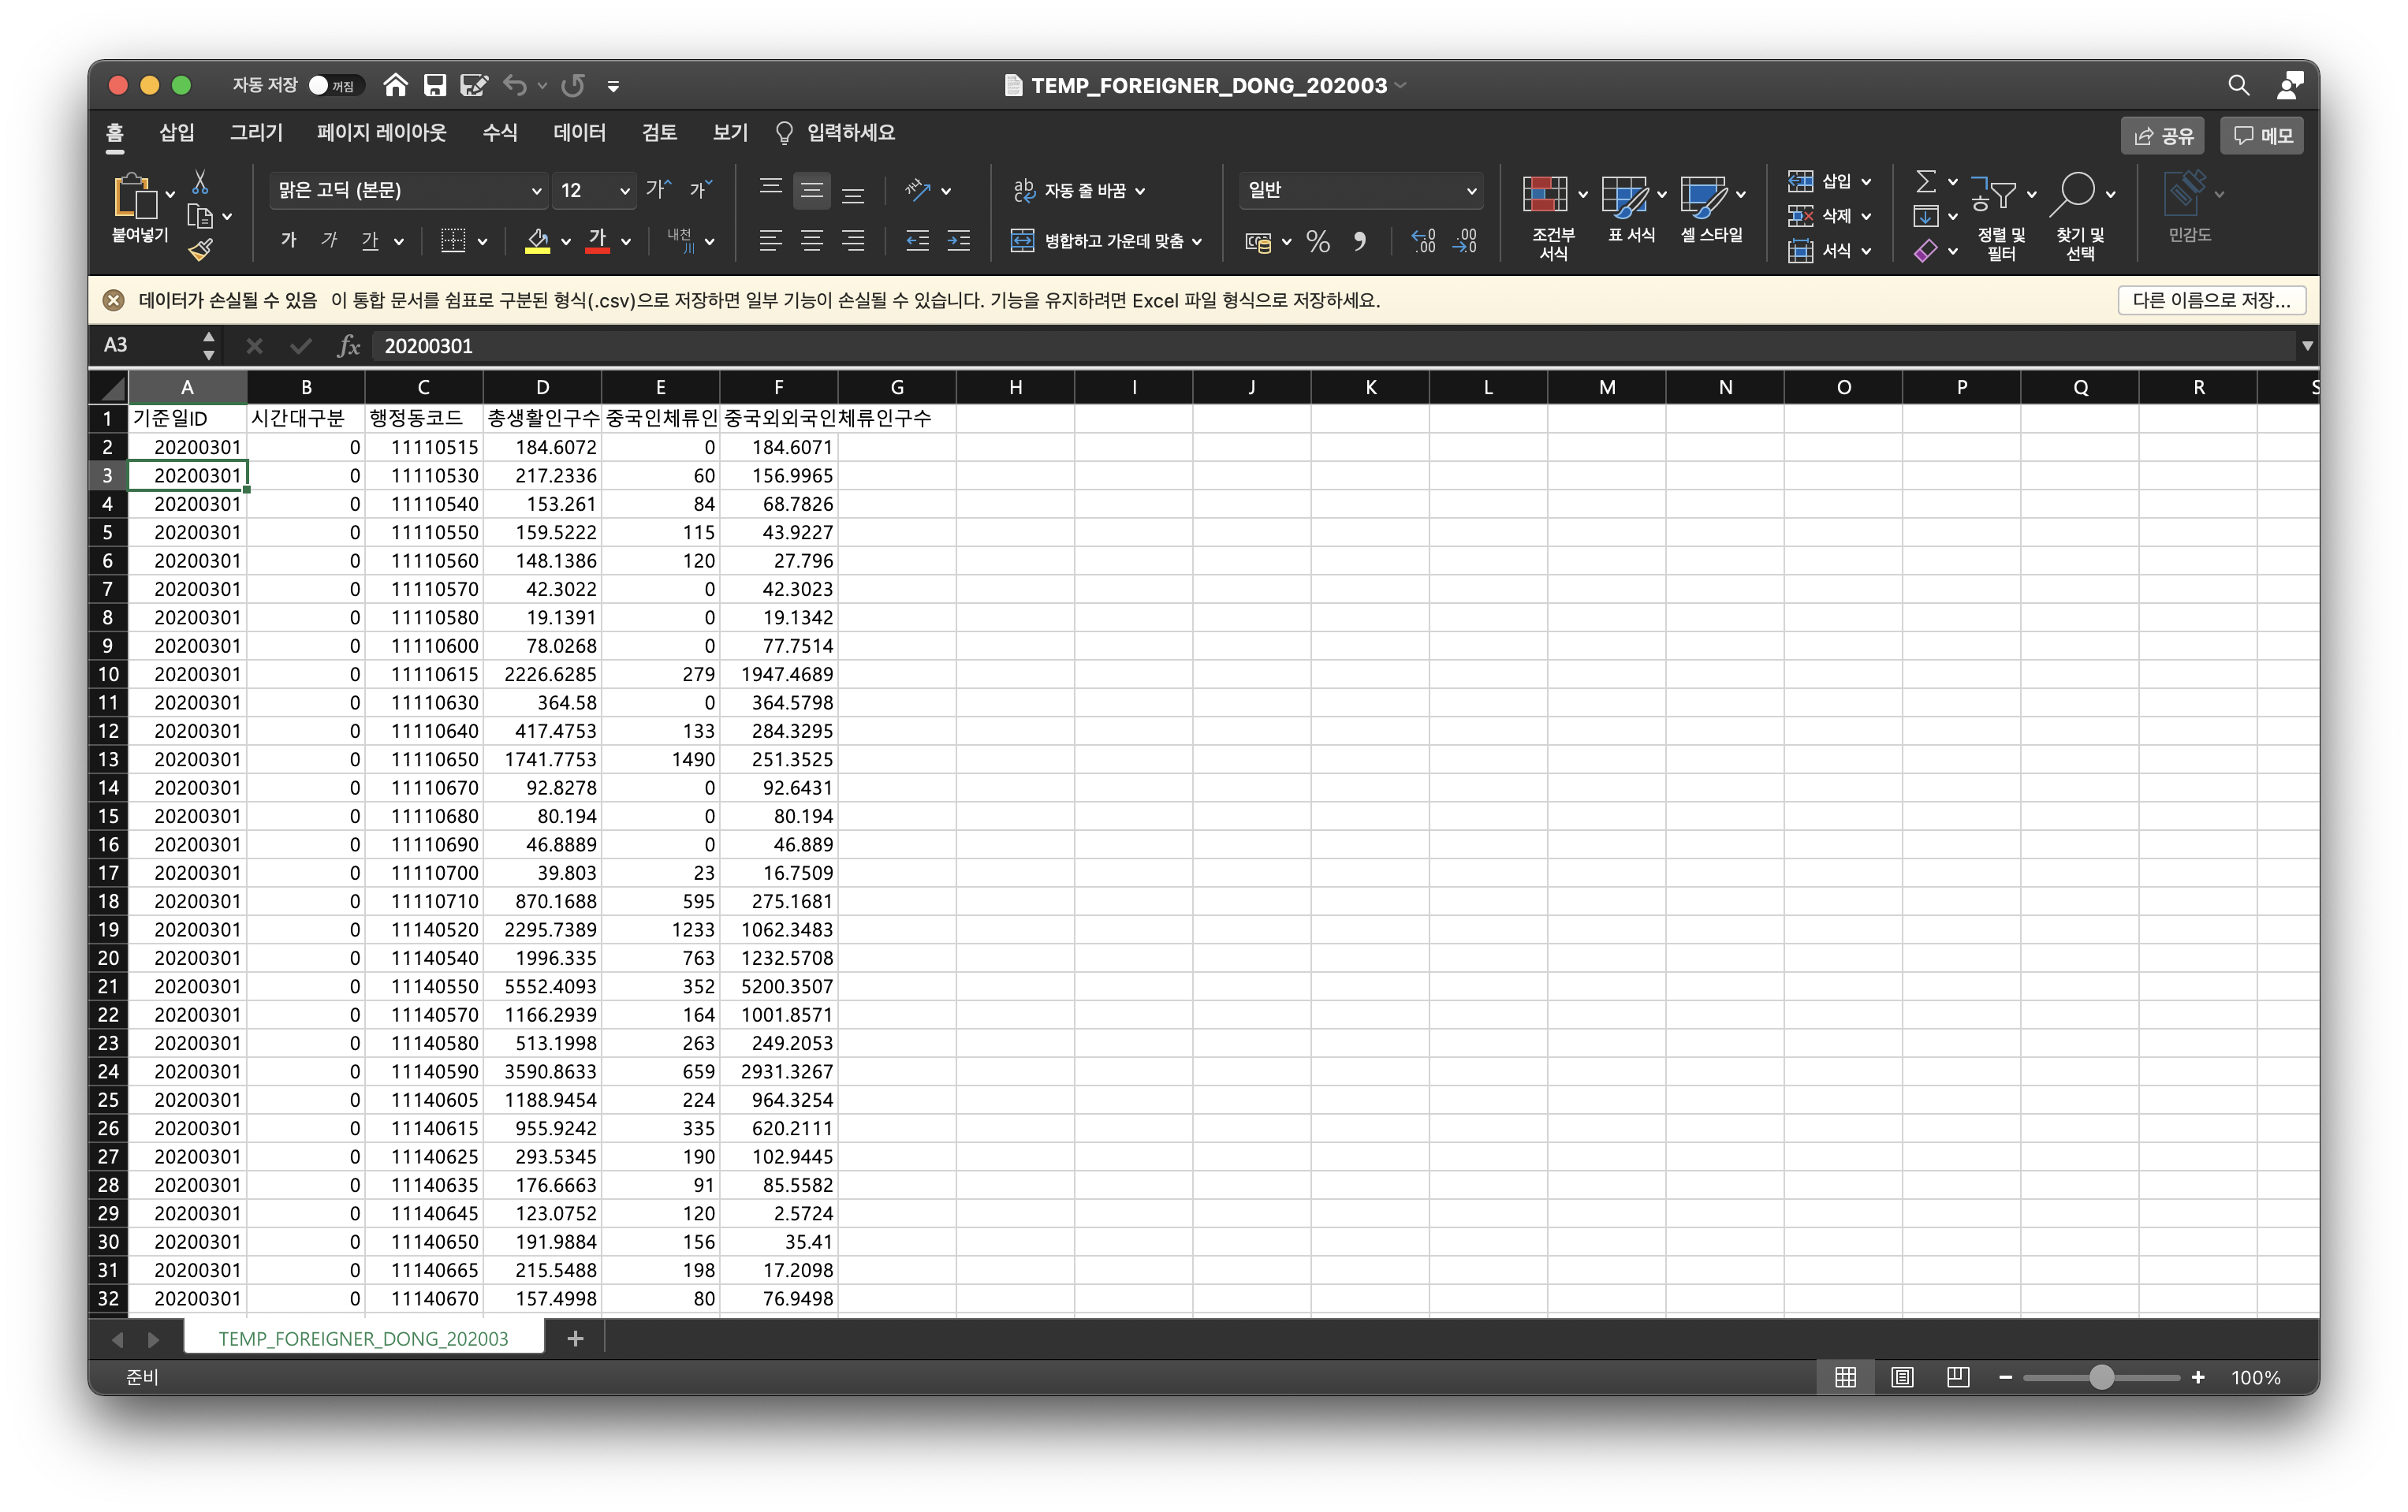 자동 저장 꺼짐 TEMP_FOREIGNER_DONG_202003
홈 삽입 그리기 페이지 레이아웃 수식 데이터 검토 보기 입력하세요 공유 메모
붙여넣기 맑은 고딕 (본문) 12 가 가 자동 줄 바꿈 일반 조건부 서식 표 서식 셀 스타일 삽입 정렬 및 필터 찾기 및 선택 민감도
삭제
가 가 가 가 내천 병합하고 가운데 맞춤 % 서식
데이터가 손실될 수 있음 이 통합 문서를 쉼표로 구분된 형식(.csv)으로 저장하면 일부 기능이 손실될 수 있습니다. 기능을 유지하려면 Excel 파일 형식으로 저장하세요. 다른 이름으로 저장...
A3 fx 20200301
A B C D E F G H I J K L M N O P Q R S
1 기준일ID 시간대구분 행정동코드 총생활인구수 중국인체류인 중국외외국인체류인구수
2 20200301 0 11110515 184.6072 0 184.6071
3 20200301 0 11110530 217.2336 60 156.9965
4 20200301 0 11110540 153.261 84 68.7826
5 20200301 0 11110550 159.5222 115 43.9227
6 20200301 0 11110560 148.1386 120 27.796
7 20200301 0 11110570 42.3022 0 42.3023
8 20200301 0 11110580 19.1391 0 19.1342
9 20200301 0 11110600 78.0268 0 77.7514
10 20200301 0 11110615 2226.6285 279 1947.4689
11 20200301 0 11110630 364.58 0 364.5798
12 20200301 0 11110640 417.4753 133 284.3295
13 20200301 0 11110650 1741.7753 1490 251.3525
14 20200301 0 11110670 92.8278 0 92.6431
15 20200301 0 11110680 80.194 0 80.194
16 20200301 0 11110690 46.8889 0 46.889
17 20200301 0 11110700 39.803 23 16.7509
18 20200301 0 11110710 870.1688 595 275.1681
19 20200301 0 11140520 2295.7389 1233 1062.3483
20 20200301 0 11140540 1996.335 763 1232.5708
21 20200301 0 11140550 5552.4093 352 5200.3507
22 20200301 0 11140570 1166.2939 164 1001.8571
23 20200301 0 11140580 513.1998 263 249.2053
24 20200301 0 11140590 3590.8633 659 2931.3267
25 20200301 0 11140605 1188.9454 224 964.3254
26 20200301 0 11140615 955.9242 335 620.2111
27 20200301 0 11140625 293.5345 190 102.9445
28 20200301 0 11140635 176.6663 91 85.5582
29 20200301 0 11140645 123.0752 120 2.5724
30 20200301 0 11140650 191.9884 156 35.41
31 20200301 0 11140665 215.5488 198 17.2098
32 20200301 0 11140670 157.4998 80 76.9498
TEMP_FOREIGNER_DONG_202003
준비 100%